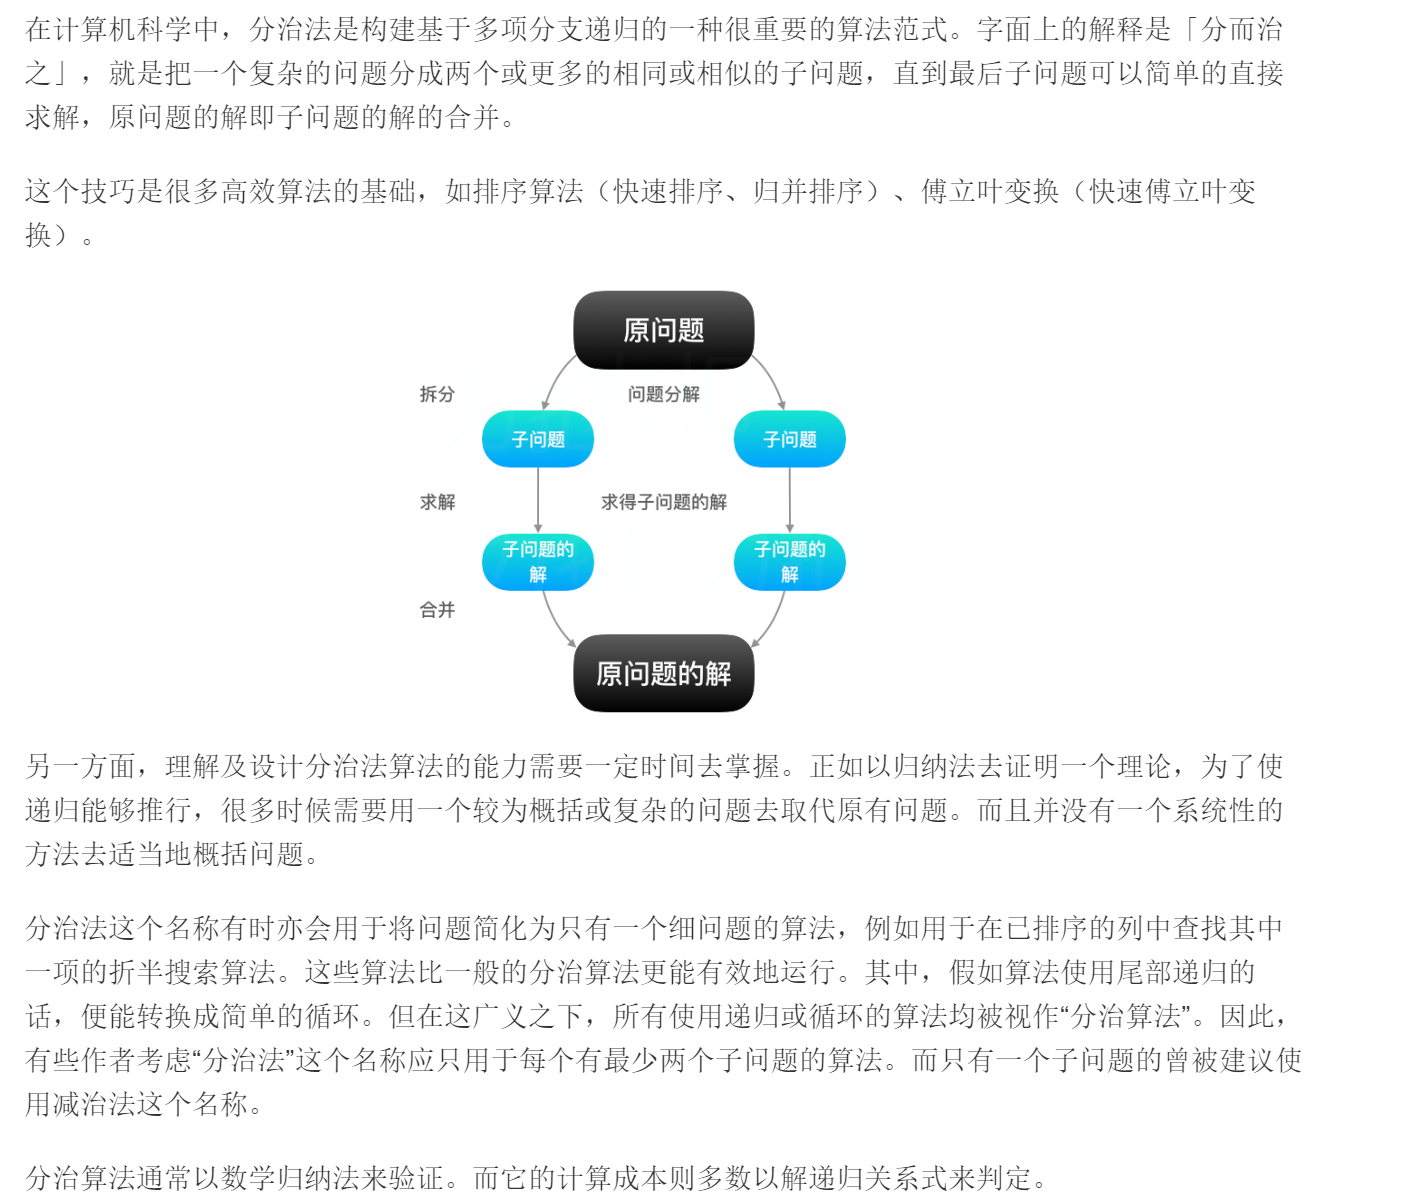 在计算机科学中，分治法是构建基于多项分支递归的一种很重要的算法范式。字面上的解释是「分而治
之」，就是把一个复杂的问题分成两个或更多的相同或相似的子问题，直到最后子问题可以简单的直接
求解，原问题的解即子问题的解的合并。
这个技巧是很多高效算法的基础，如排序算法（快速排序、归并排序）、傅立叶变换（快速傅立叶变
换）。
原问题
拆分
问题分解
子问题
子问题
求解
求得子问题的解
子问题的
解
子问题的
解
合并
原问题的解
另一方面，理解及设计分治法算法的能力需要一定时间去掌握。正如以归纳法去证明一个理论，为了使
递归能够推行，很多时候需要用一个较为概括或复杂的问题去取代原有问题。而且并没有一个系统性的
方法去适当地概括问题。
分治法这个名称有时亦会用于将问题简化为只有一个细问题的算法，例如用于在已排序的列中查找其中
一项的折半搜索算法。这些算法比一般的分治算法更能有效地运行。其中，假如算法使用尾部递归的
话，便能转换成简单的循环。但在这广义之下，所有使用递归或循环的算法均被视作“分治算法”。因此，
有些作者考虑“分治法”这个名称应只用于每个有最少两个子问题的算法。而只有一个子问题的曾被建议使
用减治法这个名称。
分治算法通常以数学归纳法来验证。而它的计算成本则多数以解递归关系式来判定。